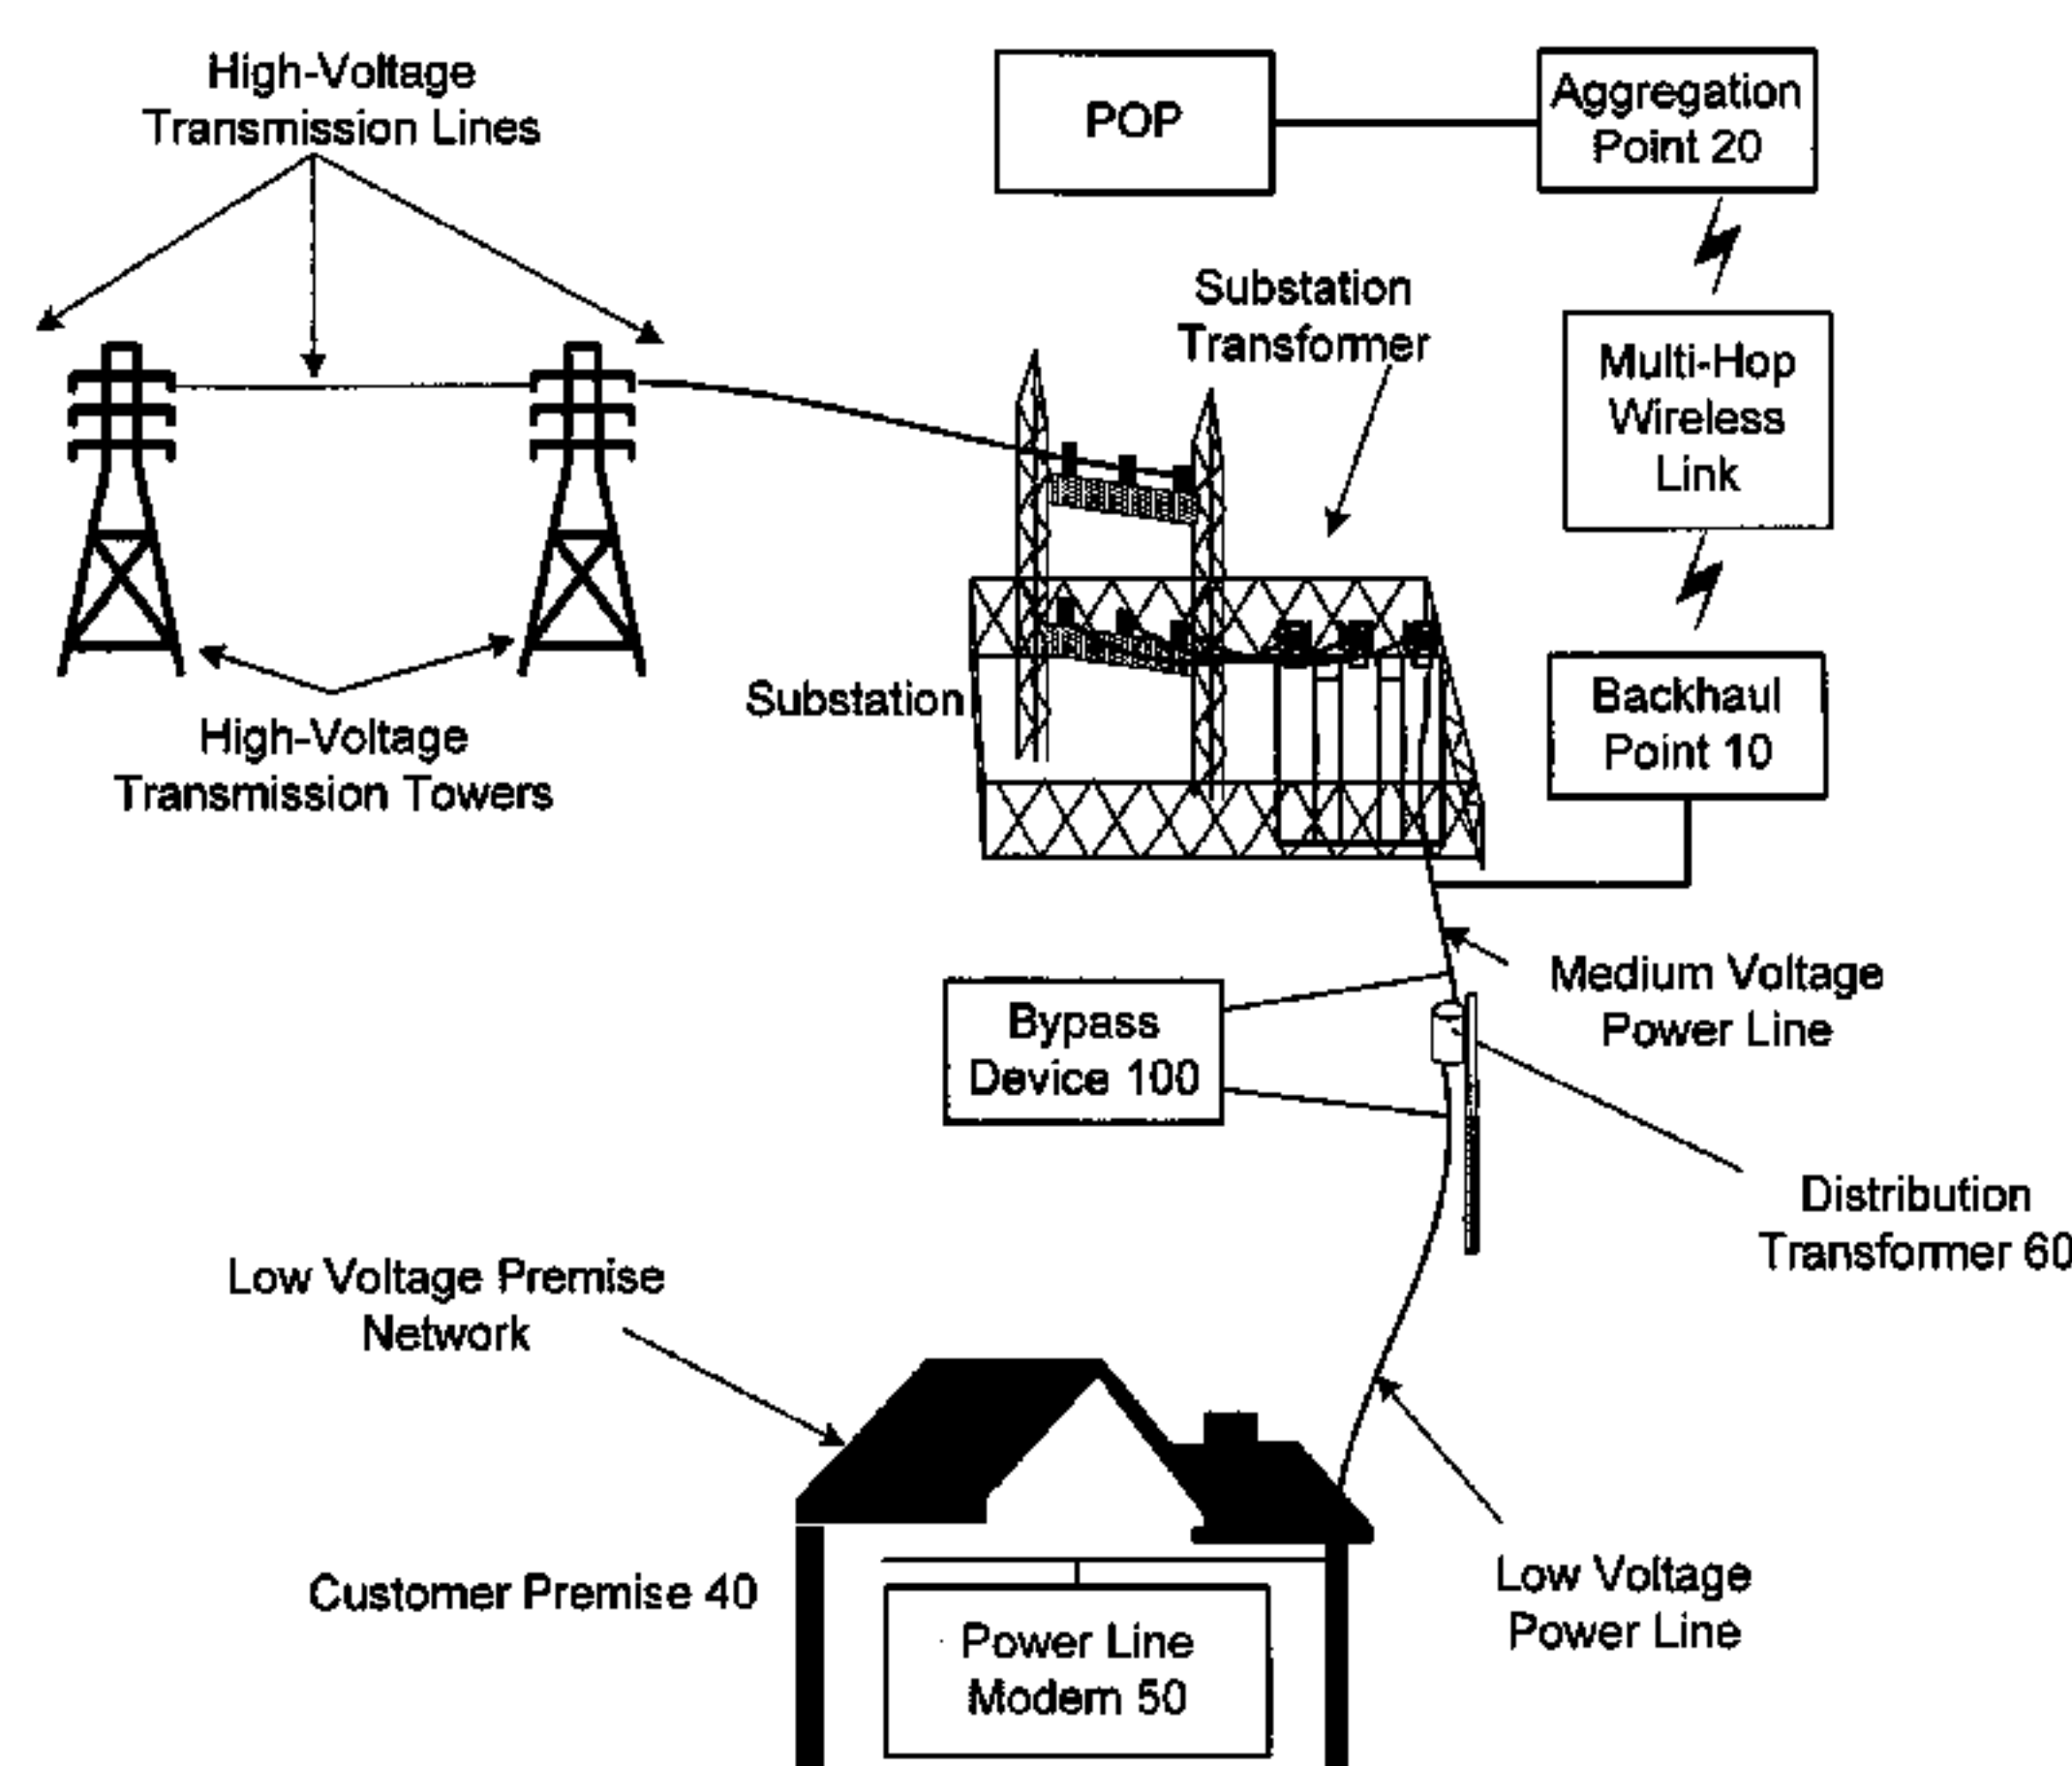 High-Voltage
Transmission Lines
POP
Aggregation
Point 20
Substation
Transformer
Multi-Hop
Wireless
Link
Substation
Backhaul
Point 10
High-Voltage
Transmission Towers
Medium Voltage
Power Line
Bypass
Device 100
Distribution
Transformer 60
Low Voltage Premise
Network
Customer Premise 40
Low Voltage
Power Line
Power Line
Modem 50